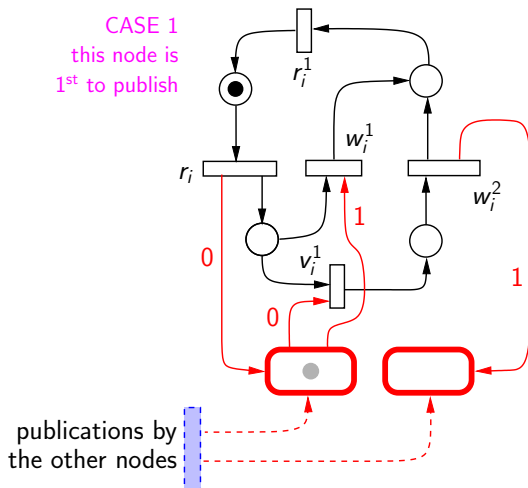 CASE 1
this node is
1st to publish
r_i^1
r_i
w_i^1
w_i^2
1
0
v_i^1
0
1
publications by
the other nodes